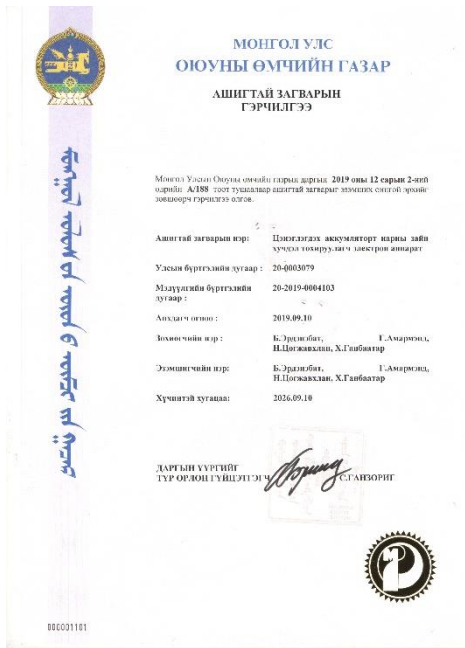 МОНГОЛ УЛС
ОЮУНЫ ӨМЧИЙН ГАЗАР
АШИГТАЙ ЗАГВАРЫН
ГЭРЧИЛГЭЭ
Монгол Улсын Оюуны өмчийн газрын даргын 2019 оны 12 сарын 2-ний
өдрийн А/188 тоот тушаалаар ашигтай загварыг эзэмших онцгой эрхийг
зөвшөөрч гэрчилгээ олгов.
Ашигтай загварын нэр: Цэнэглэгдэх аккумляторт нарны зайн
хүчдэл тохируулагч электрон аппарат
Улсын бүртгэлийн дугаар : 20-0003079
Мэдүүлгийн бүртгэлийн 20-2019-0004103
дугаар :
Анхдагч огноо : 2019.09.10
Зохиогчийн нэр : Б.Эрдэнэбат, Г.Амармэнд,
Н.Цогжавхлан, Х.Ганбаатар
Эзэмшигчийн нэр: Б.Эрдэнэбат, Г.Амармэнд,
Н.Цогжавхлан, Х.Ганбаатар
Хүчинтэй хугацаа: 2026.09.10
ДАРГЫН ҮҮРГИЙГ
ТҮР ОРЛОН ГҮЙЦЭТГЭГЧ С.ГАНЗОРИГ
000001101